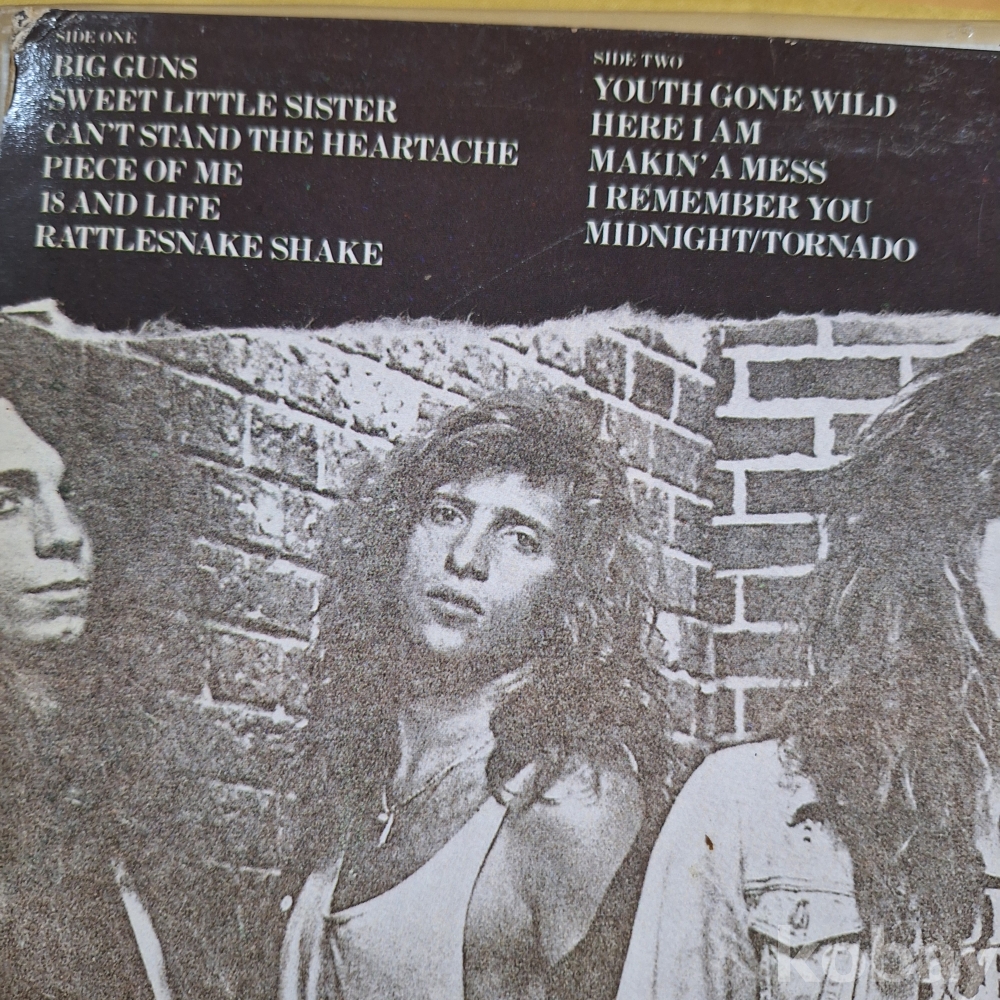 SIDE ONE
BIG GUNS
SWEET LITTLE SISTER
CAN'T STAND THE HEARTACHE
PIECE OF ME
18 AND LIFE
RATTLESNAKE SHAKE
SIDE TWO
YOUTH GONE WILD
HERE I AM
MAKIN' A MESS
I REMEMBER YOU
MIDNIGHT/TORNADO